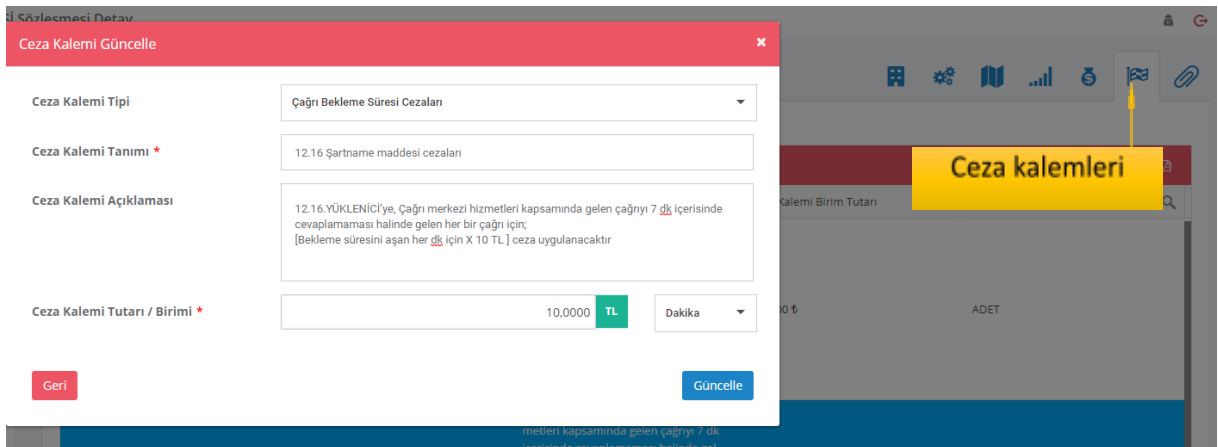 Sözleşmesi Detay
Ceza Kalemi Güncelle ×
Ceza Kalemi Tipi
Çağrı Bekleme Süresi Cezaları
Ceza Kalemi Tanımı *
12.16 Şartname maddesi cezaları
Ceza kalemleri
Ceza Kalemi Açıklaması
12.16.YÜKLENİCİ'ye, Çağrı merkezi hizmetleri kapsamında gelen çağrıyı 7 dk içerisinde
cevaplamaması halinde gelen her bir çağrı için;
[Bekleme süresini aşan her dk için X 10 TL ] ceza uygulanacaktır
Kalemi Birim Tutarı
Ceza Kalemi Tutarı / Birimi *
10,0000 TL
Dakika
00 ₺
ADET
Geri
Güncelle
metleri kapsamında gelen çağrıyı 7 dk